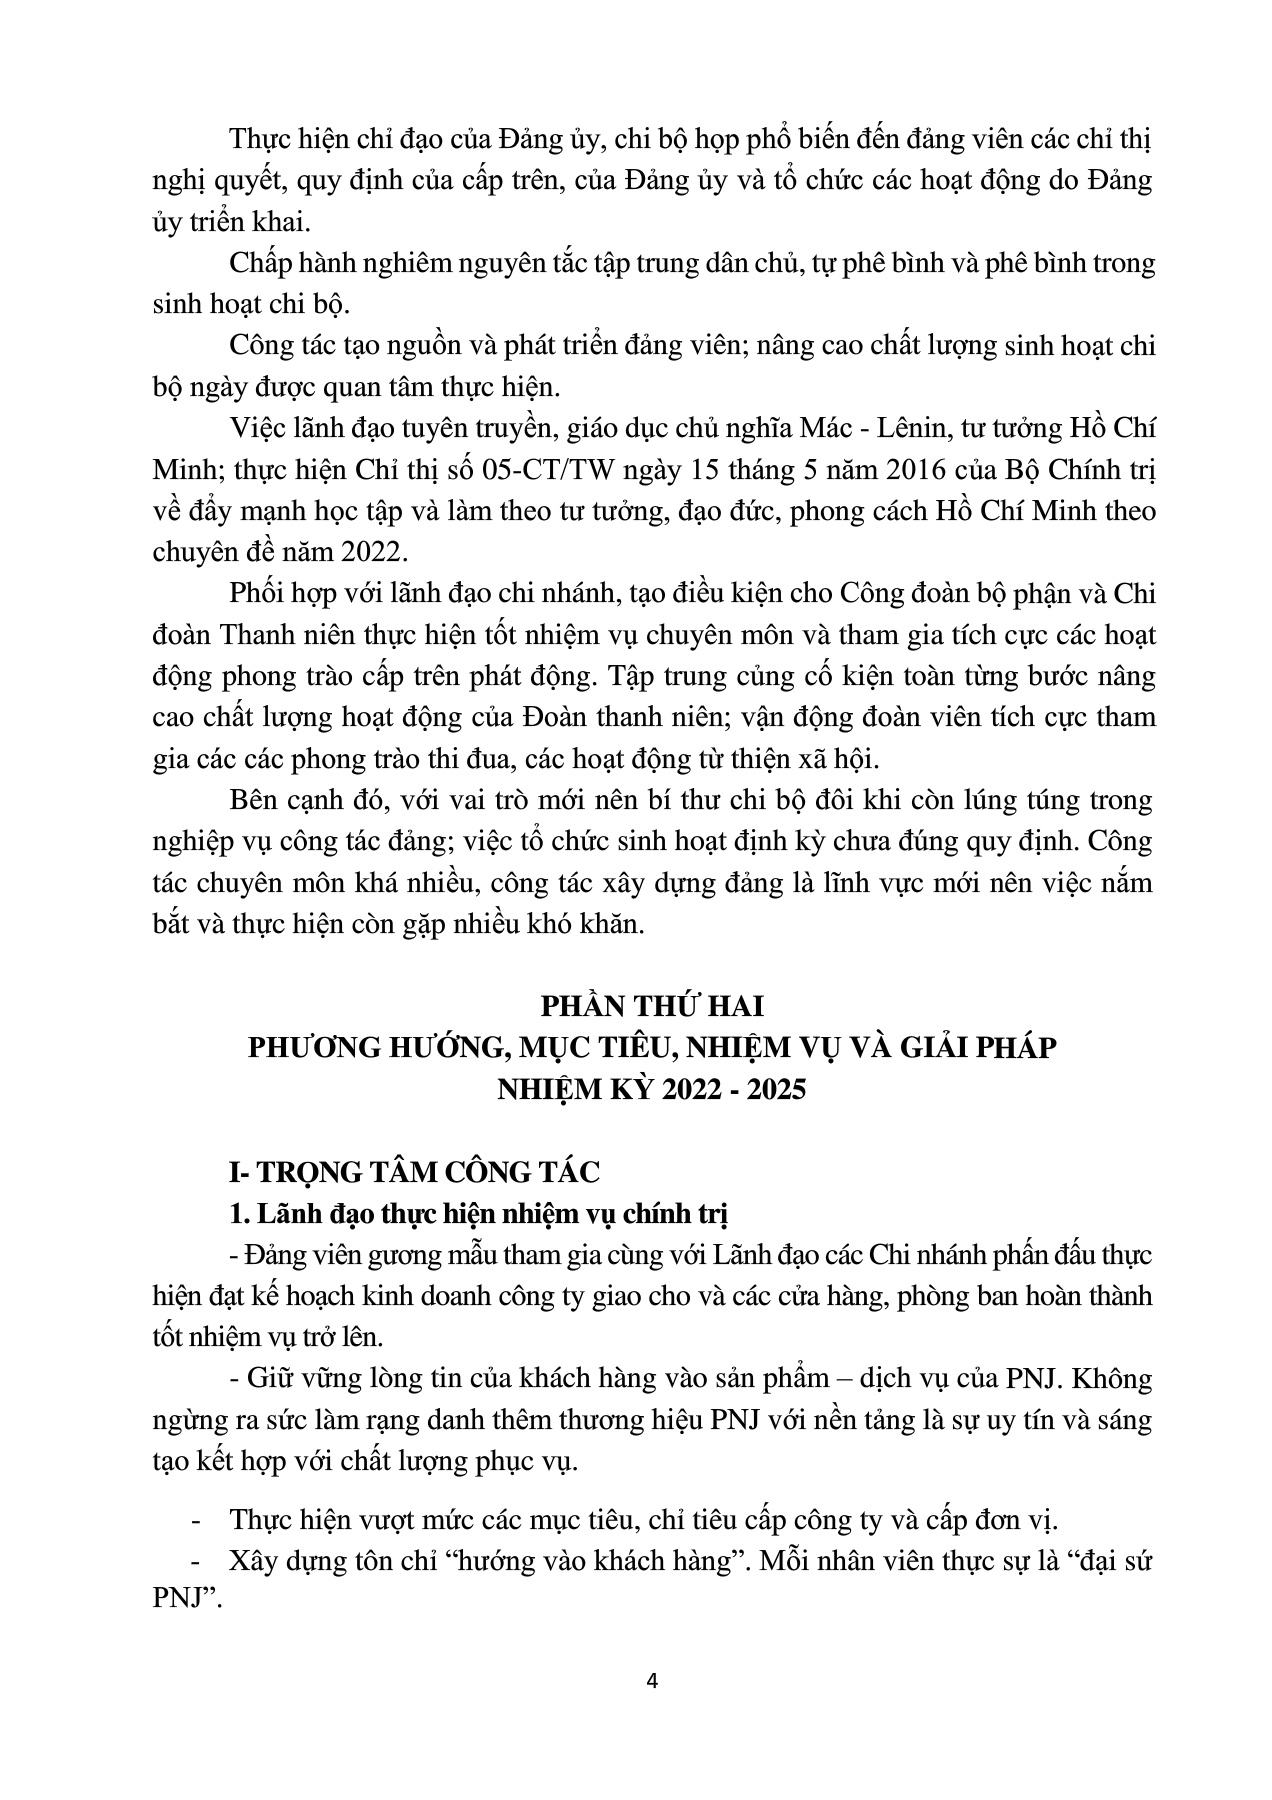 Thực hiện chỉ đạo của Đảng ủy, chi bộ họp phổ biến đến đảng viên các chỉ thị
nghị quyết, quy định của cấp trên, của Đảng ủy và tổ chức các hoạt động do Đảng
ủy triển khai.
Chấp hành nghiêm nguyên tắc tập trung dân chủ, tự phê bình và phê bình trong
sinh hoạt chi bộ.
Công tác tạo nguồn và phát triển đảng viên; nâng cao chất lượng sinh hoạt chi
bộ ngày được quan tâm thực hiện.
Việc lãnh đạo tuyên truyền, giáo dục chủ nghĩa Mác - Lênin, tư tưởng Hồ Chí
Minh; thực hiện Chỉ thị số 05-CT/TW ngày 15 tháng 5 năm 2016 của Bộ Chính trị
về đẩy mạnh học tập và làm theo tư tưởng, đạo đức, phong cách Hồ Chí Minh theo
chuyên đề năm 2022.
Phối hợp với lãnh đạo chi nhánh, tạo điều kiện cho Công đoàn bộ phận và Chi
đoàn Thanh niên thực hiện tốt nhiệm vụ chuyên môn và tham gia tích cực các hoạt
động phong trào cấp trên phát động. Tập trung củng cố kiện toàn từng bước nâng
cao chất lượng hoạt động của Đoàn thanh niên; vận động đoàn viên tích cực tham
gia các các phong trào thi đua, các hoạt động từ thiện xã hội.
Bên cạnh đó, với vai trò mới nên bí thư chi bộ đôi khi còn lúng túng trong
nghiệp vụ công tác đảng; việc tổ chức sinh hoạt định kỳ chưa đúng quy định. Công
tác chuyên môn khá nhiều, công tác xây dựng đảng là lĩnh vực mới nên việc nắm
bắt và thực hiện còn gặp nhiều khó khăn.
PHẦN THỨ HAI
PHƯƠNG HƯỚNG, MỤC TIÊU, NHIỆM VỤ VÀ GIẢI PHÁP
NHIỆM KỲ 2022 - 2025
I- TRỌNG TÂM CÔNG TÁC
1. Lãnh đạo thực hiện nhiệm vụ chính trị
- Đảng viên gương mẫu tham gia cùng với Lãnh đạo các Chi nhánh phấn đấu thực
hiện đạt kế hoạch kinh doanh công ty giao cho và các cửa hàng, phòng ban hoàn thành
tốt nhiệm vụ trở lên.
- Giữ vững lòng tin của khách hàng vào sản phẩm – dịch vụ của PNJ. Không
ngừng ra sức làm rạng danh thêm thương hiệu PNJ với nền tảng là sự uy tín và sáng
tạo kết hợp với chất lượng phục vụ.
- Thực hiện vượt mức các mục tiêu, chỉ tiêu cấp công ty và cấp đơn vị.
- Xây dựng tôn chỉ “hướng vào khách hàng”. Mỗi nhân viên thực sự là “đại sứ
PNJ”.
4